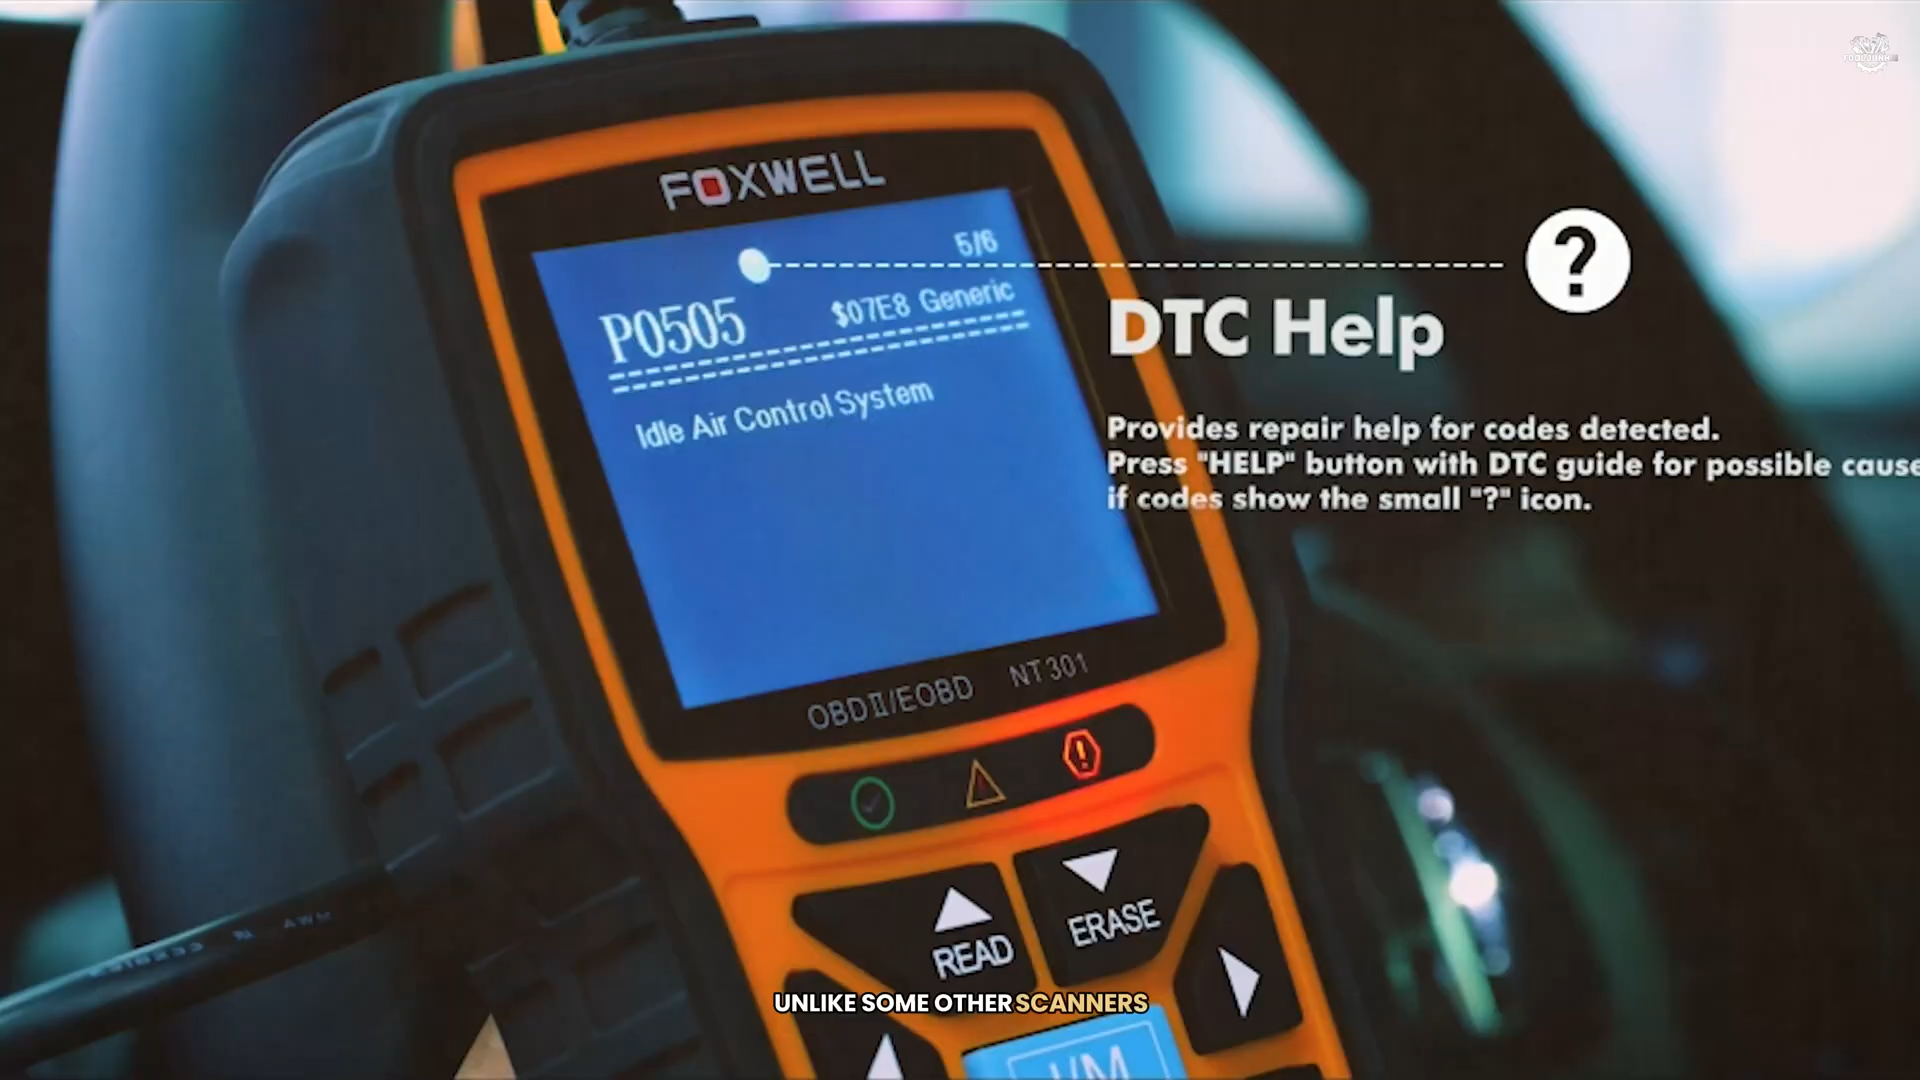 FOXWELL
5/6
P0505
$07E8 Generic
Idle Air Control System
DTC Help
Provides repair help for codes detected.
Press "HELP" button with DTC guide for possible cause
if codes show the small "?" icon.
?
OBDII/EOBD NT301
READ
ERASE
I/M
AWM
UNLIKE SOME OTHER SCANNERS